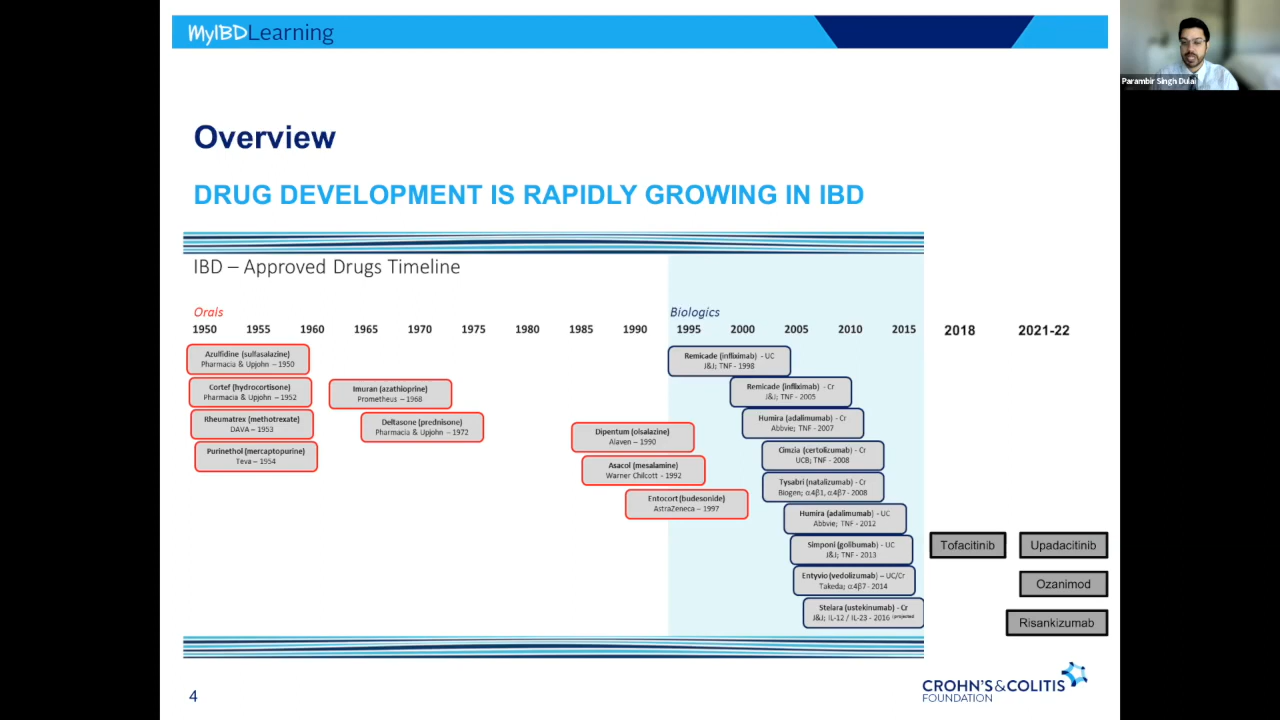 MyIBDLearning
Parambir Singh Dulai
Overview
DRUG DEVELOPMENT IS RAPIDLY GROWING IN IBD
IBD – Approved Drugs Timeline
Orals
Biologics
1950 1955 1960 1965 1970 1975 1980 1985 1990 1995 2000 2005 2010 2015 2018 2021-22
Azulfidine (sulfasalazine)
Pharmacia & Upjohn – 1950
Cortef (hydrocortisone)
Pharmacia & Upjohn – 1952
Rheumatrex (methotrexate)
DAVA – 1953
Purinethol (mercaptopurine)
Teva – 1954
Imuran (azathioprine)
Prometheus – 1968
Deltasone (prednisone)
Pharmacia & Upjohn – 1972
Dipentum (olsalazine)
Alaven – 1990
Asacol (mesalamine)
Warner Chilcott - 1992
Entocort (budesonide)
AstraZeneca – 1997
Remicade (infliximab) - UC
J&J; TNF - 1998
Remicade (infliximab) - Cr
J&J; TNF - 2005
Humira (adalimumab) - Cr
Abbvie; TNF - 2007
Cimzia (certolizumab) - Cr
UCB; TNF - 2008
Tysabri (natalizumab) - Cr
Biogen; α4β1, α4β7 - 2008
Humira (adalimumab) - UC
Abbvie; TNF - 2012
Simponi (golibumab) - UC
J&J; TNF - 2013
Entyvio (vedolizumab) – UC/Cr
Takeda; α4β7 - 2014
Stelara (ustekinumab) - Cr
J&J; IL-12 / IL-23 - 2016 (projected
Tofacitinib
Upadacitinib
Ozanimod
Risankizumab
4
CROHN'S&COLITIS
FOUNDATION